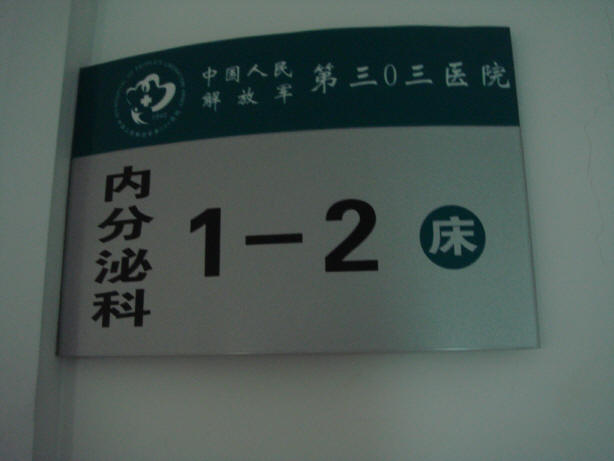 中国人民解放军 第三0三医院
内分泌科
1-2 床